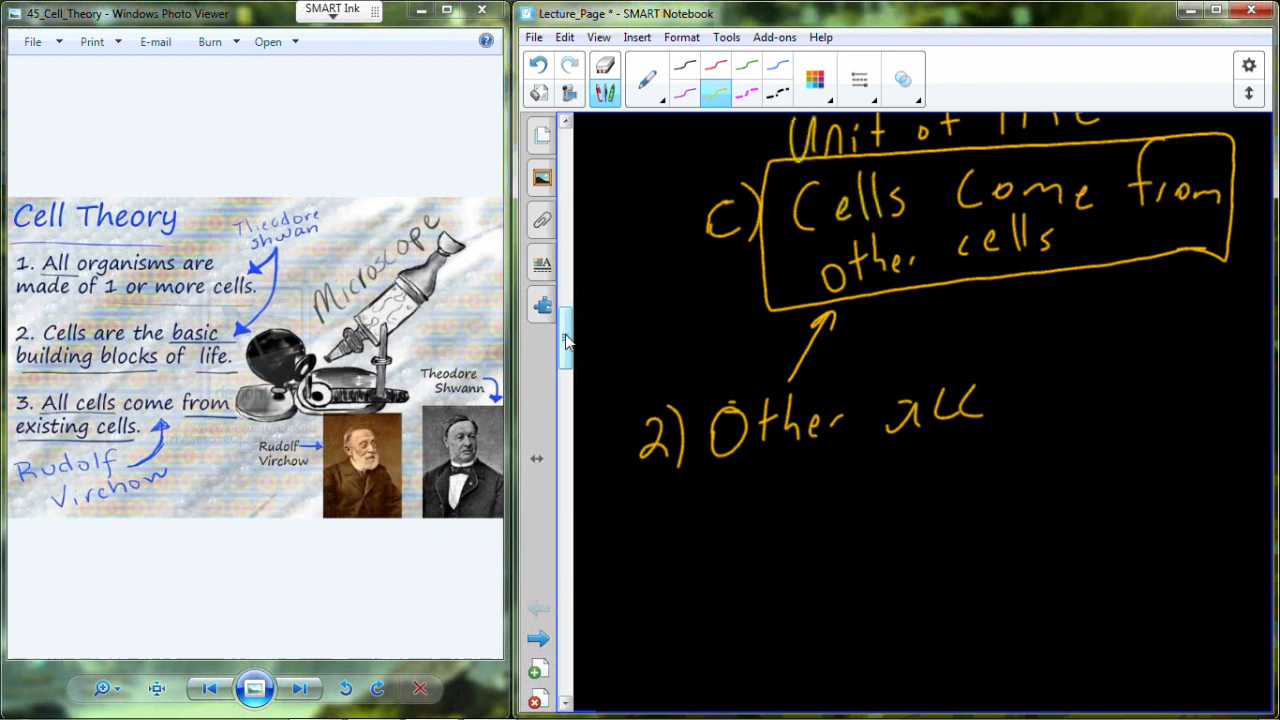 45_Cell_Theory - Windows Photo Viewer
SMART Ink
File Print E-mail Burn Open
Cell Theory
Theodore
shwan
1. All organisms are
made of 1 or more cells.
Microscope
2. Cells are the basic
building blocks of life.
3. All cells come from
existing cells.
Rudolf
Virchow
Theodore
Shwann
Rudolf
Virchow
Lecture_Page * - SMART Notebook
File Edit View Insert Format Tools Add-ons Help
Unit of life
C) Cells come from
other cells
2) Other